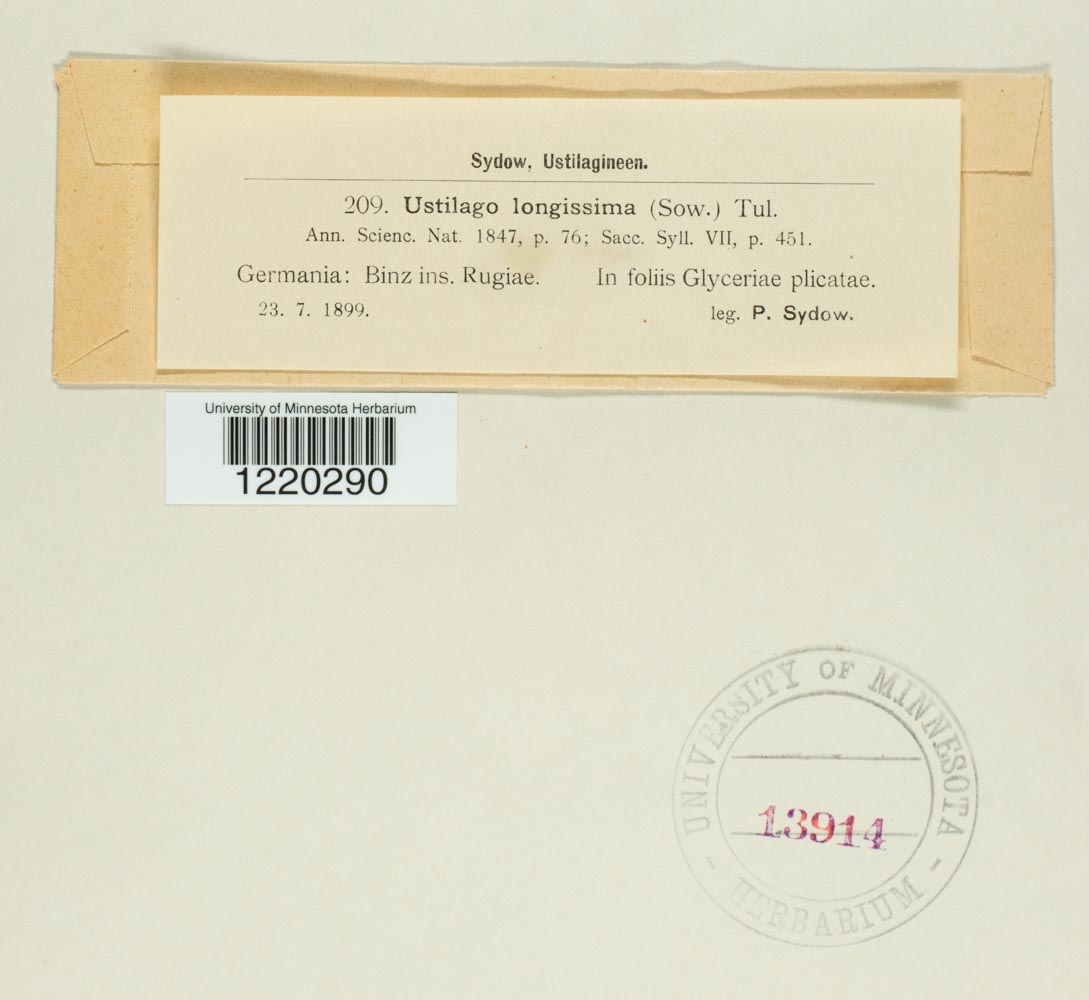 Sydow, Ustilagineen.
209. Ustilago longissima (Sow.) Tul.
Ann. Scienc. Nat. 1847, p. 76; Sacc. Syll. VII, p. 451.
Germania: Binz ins. Rugiae. In foliis Glyceriae plicatae.
23. 7. 1899. leg. P. Sydow.
University of Minnesota Herbarium
1220290
UNIVERSITY OF MINNESOTA
13914
- HERBARIUM -